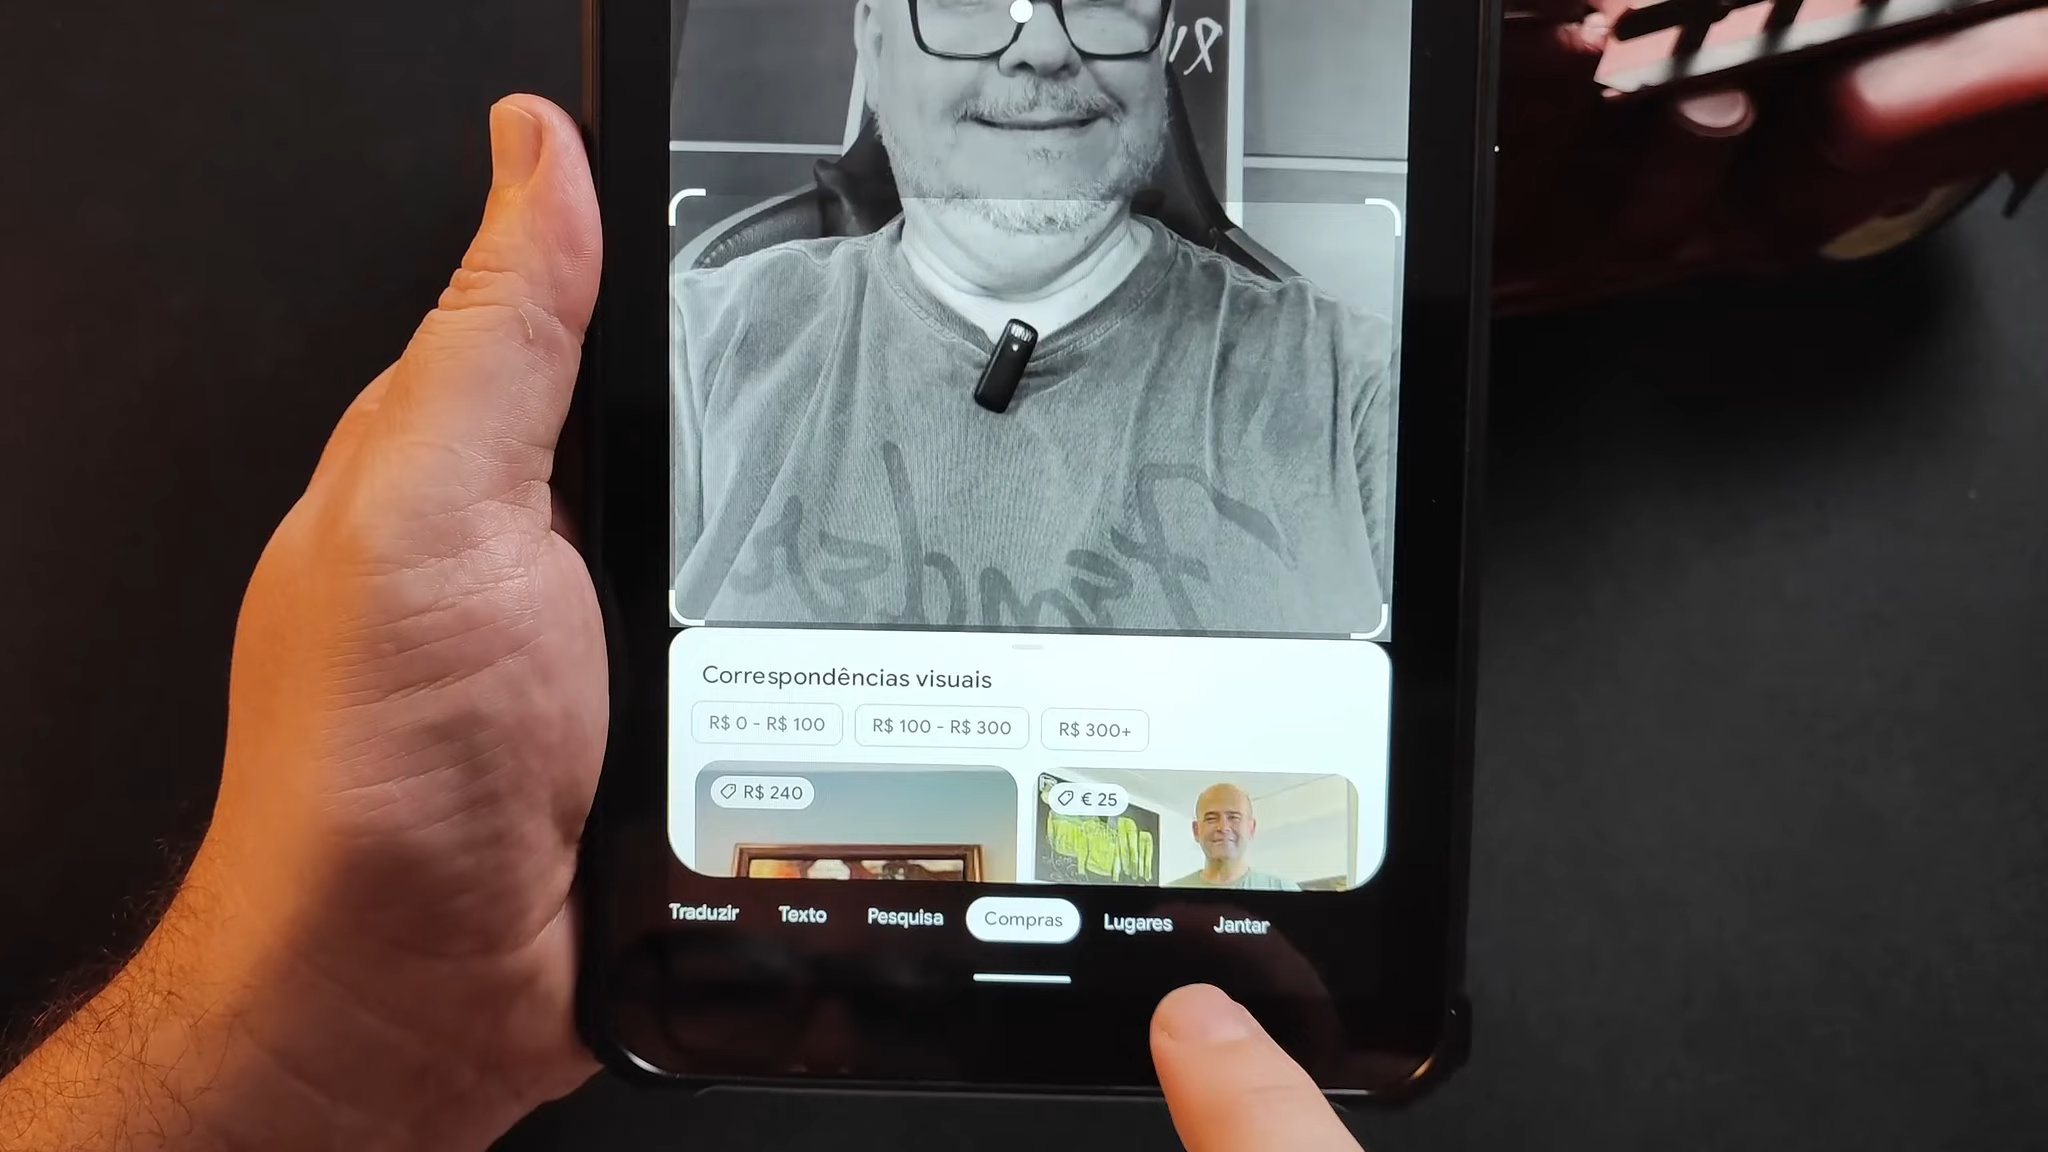 Correspondências visuais
R$ 0 - R$ 100
R$ 100 - R$ 300
R$ 300+
R$ 240
€ 25
Traduzir
Texto
Pesquisa
Compras
Lugares
Jantar